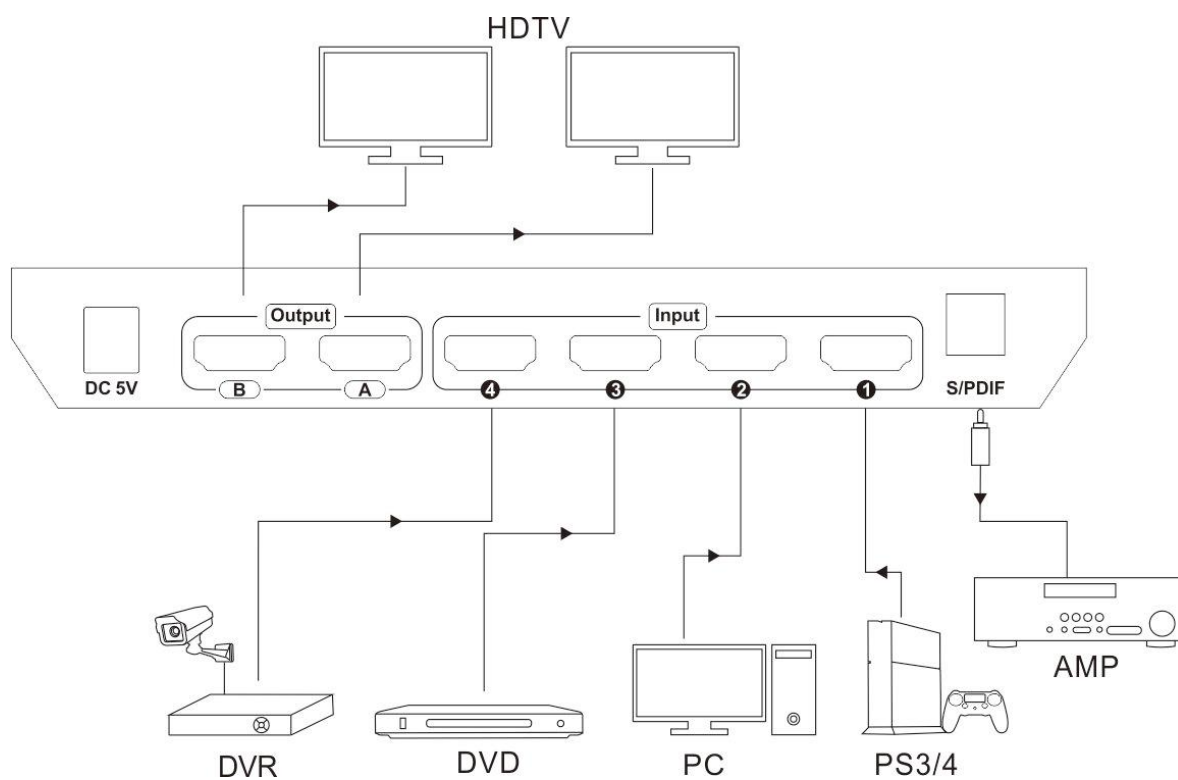 HDTV
Output
Input
DC 5V
B
A
4
3
2
1
S/PDIF
AMP
DVR
DVD
PC
PS3/4